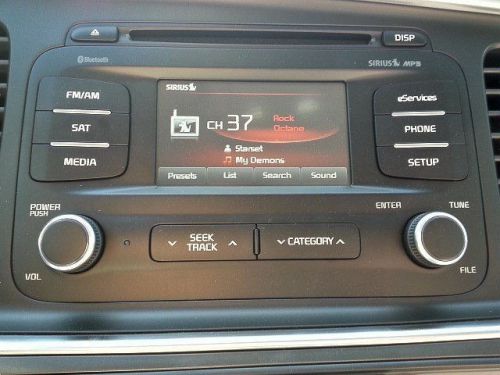 DISP
Bluetooth
SIRIUS MP3
FM/AM
SAT
MEDIA
SIRIUS
CH 37
Rock
Octane
Starset
My Demons
Presets
List
Search
Sound
eServices
PHONE
SETUP
POWER
PUSH
VOL
SEEK
TRACK
CATEGORY
ENTER
TUNE
FILE